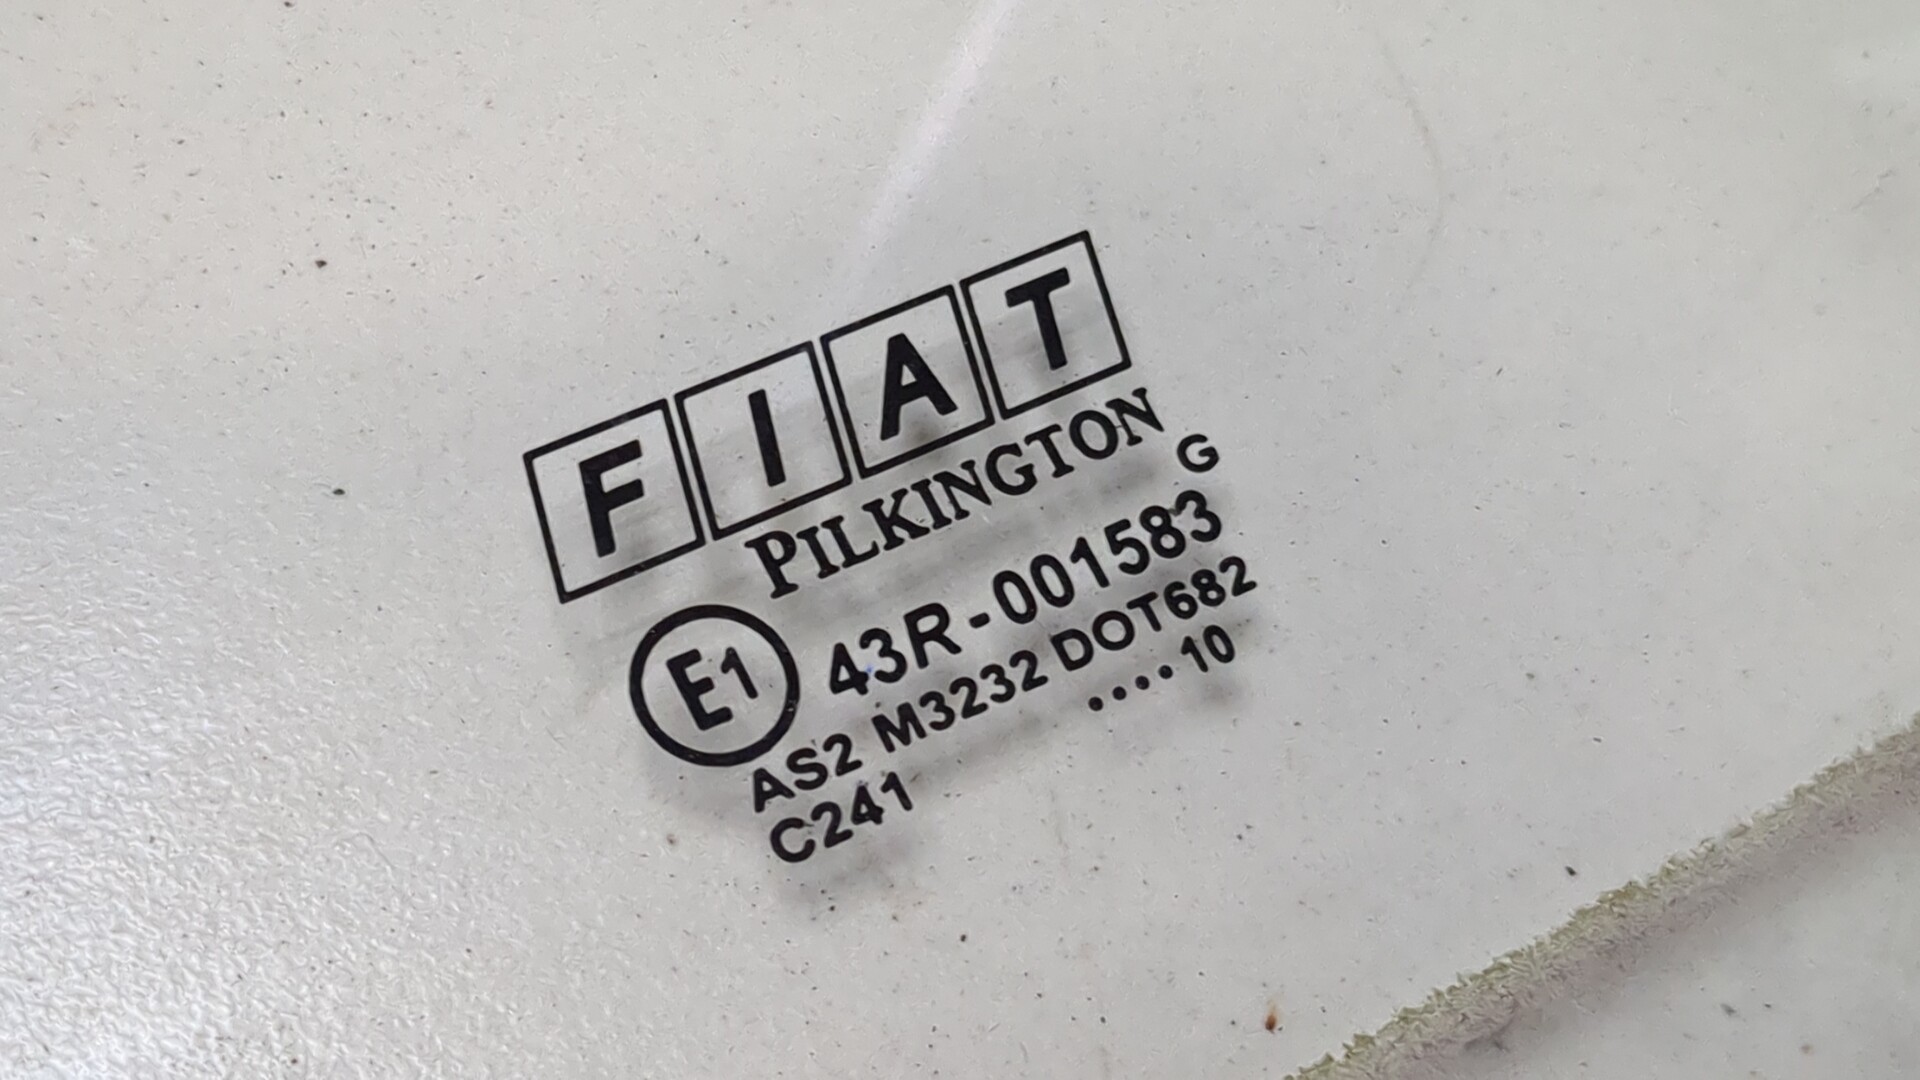 FIAT
PILKINGTON
G
E1 43R-001583
AS2 M3232 DOT682
C241 ....10